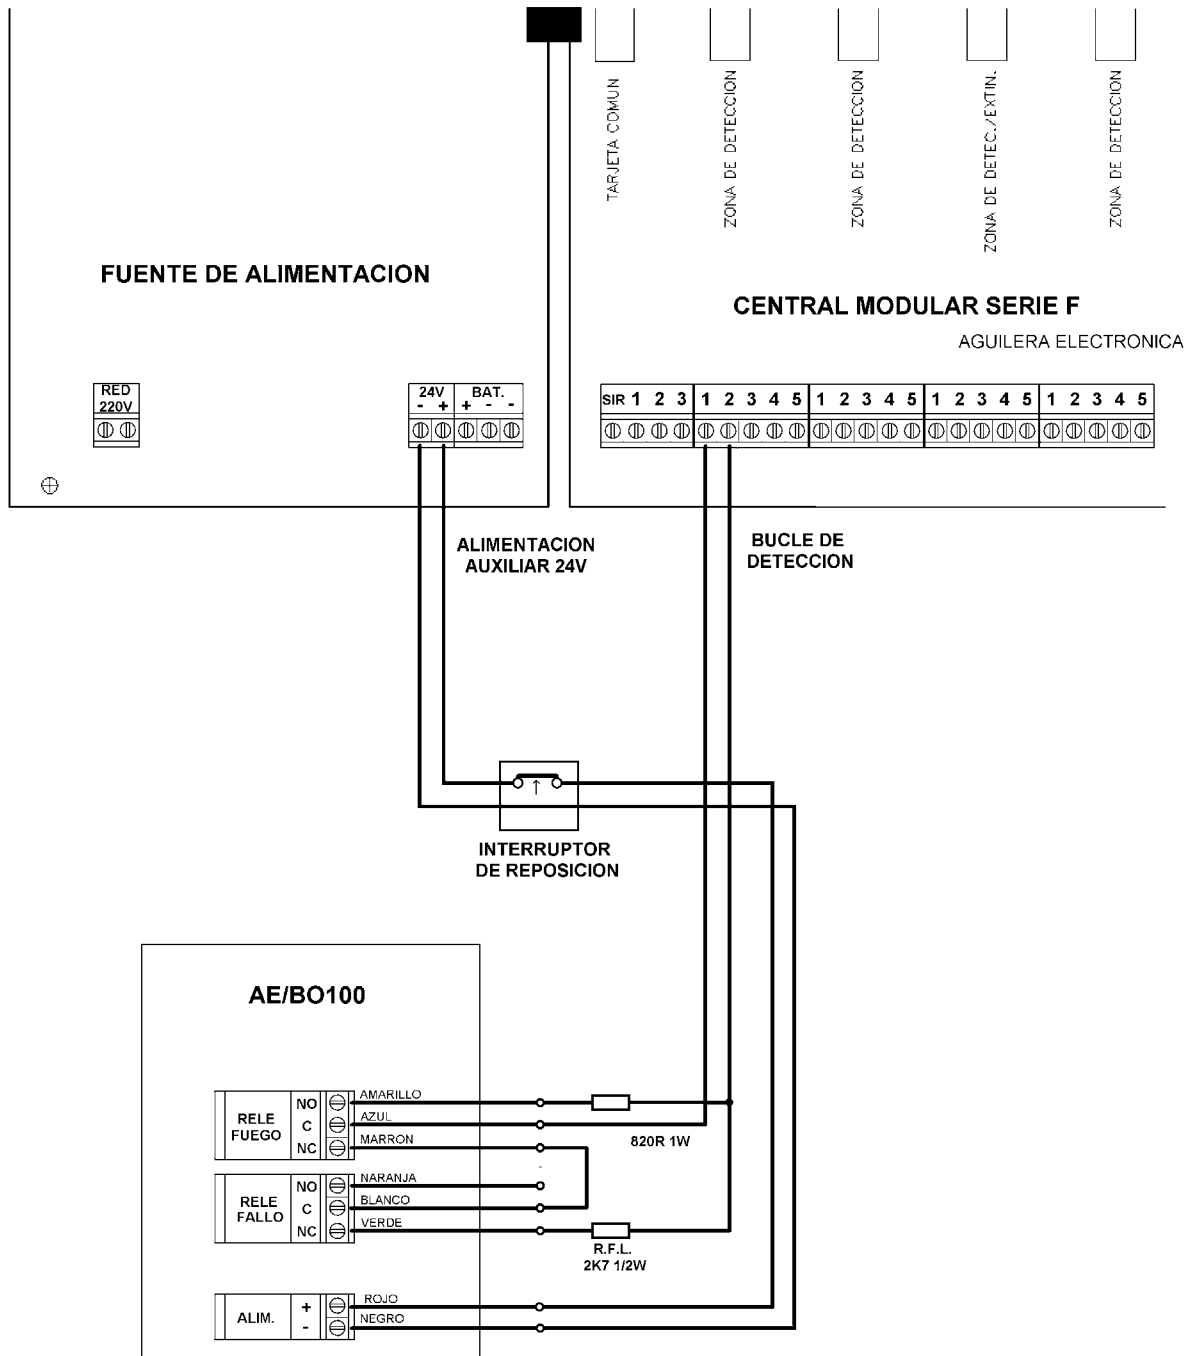 TARJETA COMUN
ZONA DE DETECCION
ZONA DE DETECCION
ZONA DE DETEC./EXTIN.
ZONA DE DETECCION
FUENTE DE ALIMENTACION
CENTRAL MODULAR SERIE F
AGUILERA ELECTRONICA
RED
220V
24V BAT.
- + + - -
SIR 1 2 3 1 2 3 4 5 1 2 3 4 5 1 2 3 4 5 1 2 3 4 5
ALIMENTACION
AUXILIAR 24V
BUCLE DE
DETECCION
INTERRUPTOR
DE REPOSICION
AE/BO100
RELE
FUEGO
NO AMARILLO
C AZUL
NC MARRON
820R 1W
RELE
FALLO
NO NARANJA
C BLANCO
NC VERDE
R.F.L.
2K7 1/2W
ALIM.
+ ROJO
- NEGRO